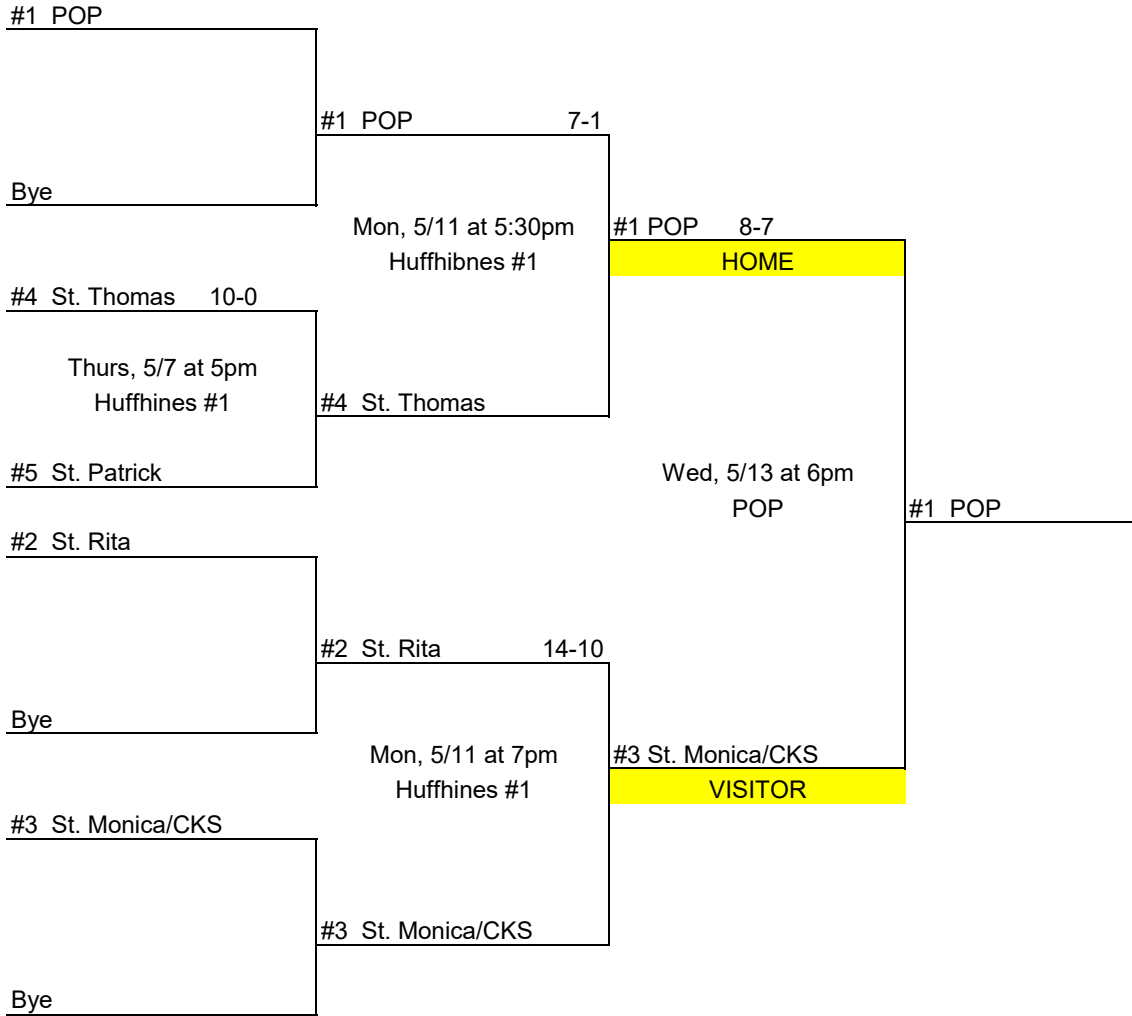 #1 POP
#1 POP 7-1
Bye
Mon, 5/11 at 5:30pm
Huffhibnes #1
#1 POP 8-7
HOME
#4 St. Thomas 10-0
Thurs, 5/7 at 5pm
Huffhines #1
#4 St. Thomas
#5 St. Patrick
Wed, 5/13 at 6pm
POP
#1 POP
#2 St. Rita
#2 St. Rita 14-10
Bye
Mon, 5/11 at 7pm
Huffhines #1
#3 St. Monica/CKS
VISITOR
#3 St. Monica/CKS
#3 St. Monica/CKS
Bye